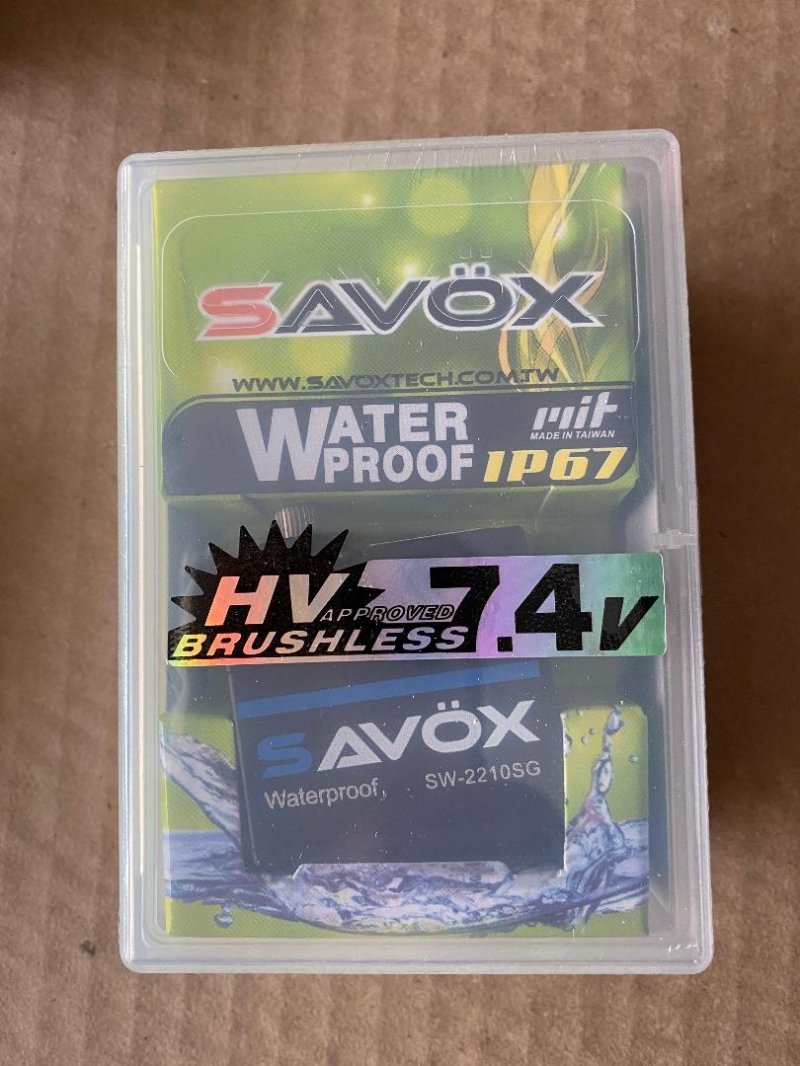 SAVÖX
WWW.SAVOXTECH.COM.TW
WATER PROOF
mit
MADE IN TAIWAN
IP67
HV APPROVED 7.4V
BRUSHLESS
SAVÖX
Waterproof SW-2210SG